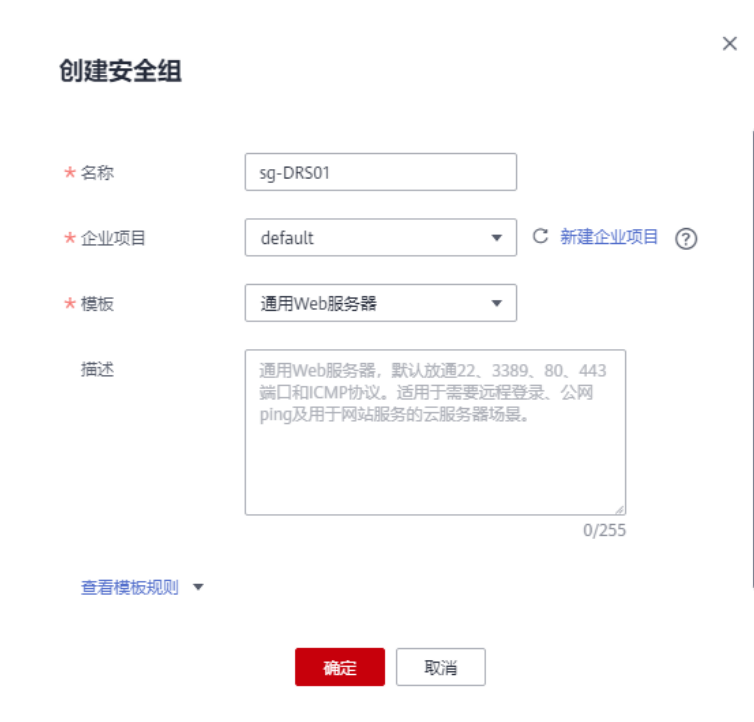 创建安全组
* 名称
sg-DRS01
* 企业项目
default
新建企业项目
?
* 模板
通用Web服务器
描述
通用Web服务器，默认放通22、3389、80、443
端口和ICMP协议。适用于需要远程登录、公网
ping及用于网站服务的云服务器场景。
0/255
查看模板规则
确定
取消